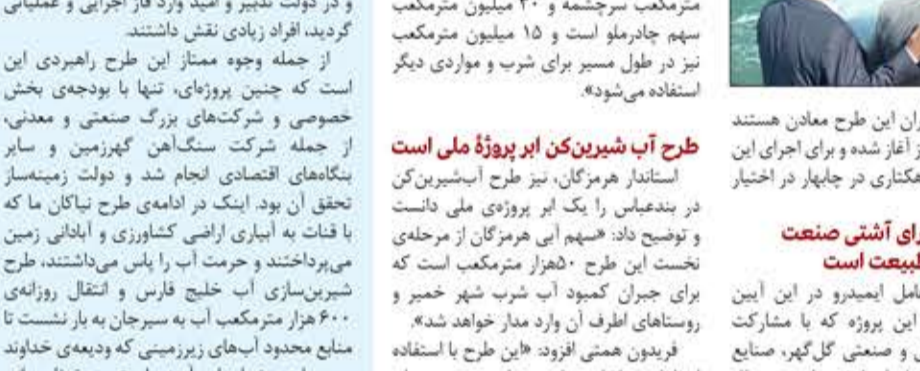 ران این طرح معادن هستند
ز آغاز شده و برای اجرای این
هکتاری در چابهار در اختیار
رای آشتی صنعت
طبیعت است
امل ایمیدرو در این آیین
این پروژه که با مشارکت
ی و صنعتی گل‌گهر، صنایع
مترمکعب سرچشمه و ۳۰ میلیون مترمکعب
سهم چادرملو است و ۱۵ میلیون مترمکعب
نیز در طول مسیر برای شرب و مواردی دیگر
استفاده می‌شود».
طرح آب شیرین‌کن ابر پروژهٔ ملی است
استاندار هرمزگان، نیز طرح آب‌شیرین‌کن
در بندعباس را یک ابر پروژه‌ی ملی دانست
و توضیح داد: «سهم آبی هرمزگان از مرحله‌ی
نخست این طرح ۵۰هزار مترمکعب است که
برای جبران کمبود آب شرب شهر خمیر و
روستاهای اطراف آن وارد مدار خواهد شد».
فریدون همتی افزود: «این طرح با استفاده
و در دولت تدبیر و امید وارد فاز اجرایی و عملیاتی
گردید، افراد زیادی نقش داشتند.
از جمله وجوه ممتاز این طرح راهبردی این
است که چنین پروژه‌ای، تنها با بودجه‌ی بخش
خصوصی و شرکت‌های بزرگ صنعتی و معدنی،
از جمله شرکت سنگ‌آهن گهرزمین و سایر
بنگاه‌های اقتصادی انجام شد و دولت زمینه‌ساز
تحقق آن بود. اینک در ادامه‌ی طرح نیاکان ما که
با قنات به آبیاری اراضی کشاورزی و آبادانی زمین
می‌پرداختند و حرمت آب را پاس می‌داشتند، طرح
شیرین‌سازی آب خلیج فارس و انتقال روزانه‌ی
۶۰۰ هزار مترمکعب آب به سیرجان به بار نشست تا
منابع محدود آب‌های زیرزمینی که ودیعه‌ی خداوند